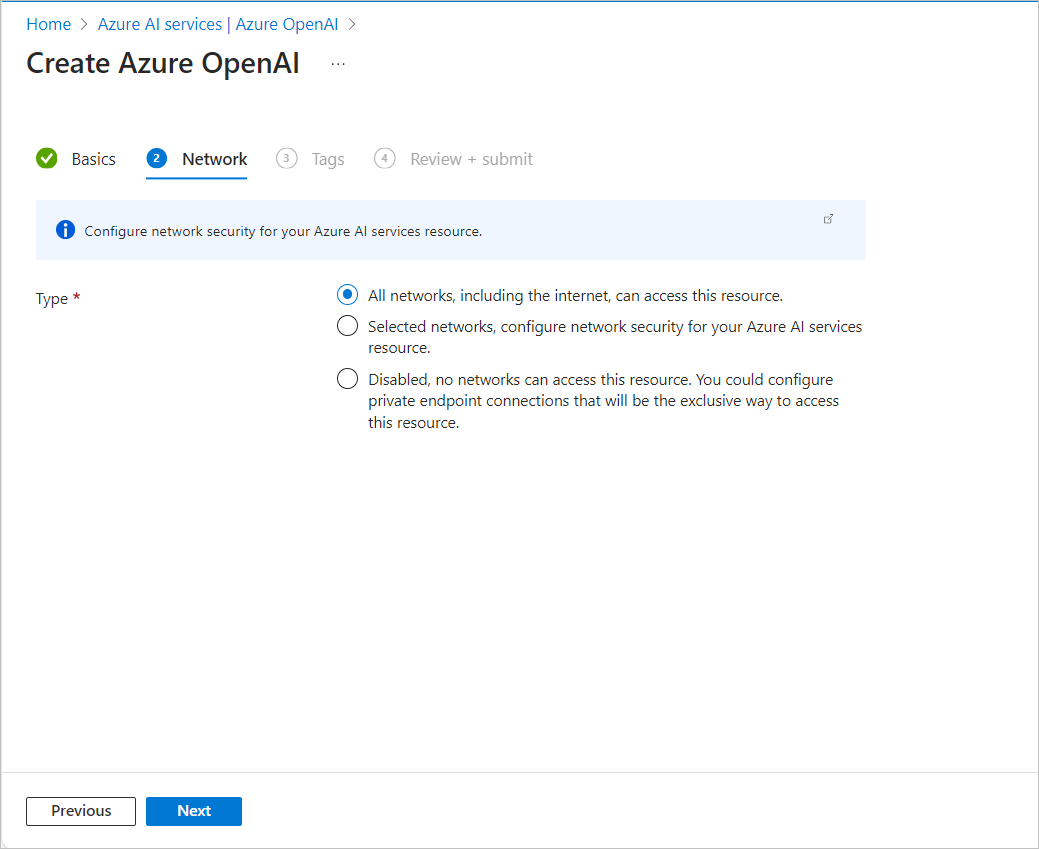 Home > Azure AI services | Azure OpenAI >
Create Azure OpenAI ...
Basics 2 Network 3 Tags 4 Review + submit
Configure network security for your Azure AI services resource.
Type *
All networks, including the internet, can access this resource.
Selected networks, configure network security for your Azure AI services
resource.
Disabled, no networks can access this resource. You could configure
private endpoint connections that will be the exclusive way to access
this resource.
Previous Next